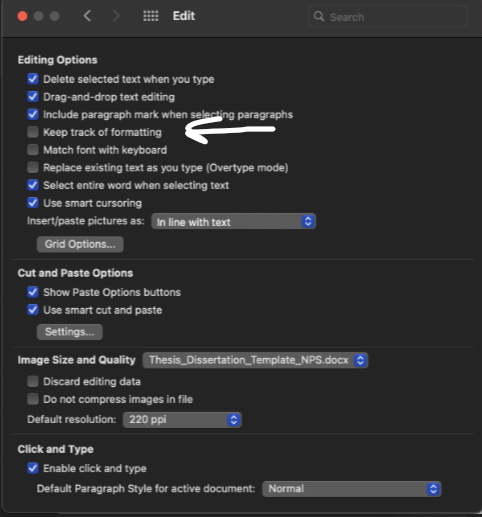 Edit
Search
Editing Options
Delete selected text when you type
Drag-and-drop text editing
Include paragraph mark when selecting paragraphs
Keep track of formatting
Match font with keyboard
Replace existing text as you type (Overtype mode)
Select entire word when selecting text
Use smart cursoring
Insert/paste pictures as: In line with text
Grid Options...
Cut and Paste Options
Show Paste Options buttons
Use smart cut and paste
Settings...
Image Size and Quality Thesis_Dissertation_Template_NPS.docx
Discard editing data
Do not compress images in file
Default resolution: 220 ppi
Click and Type
Enable click and type
Default Paragraph Style for active document: Normal